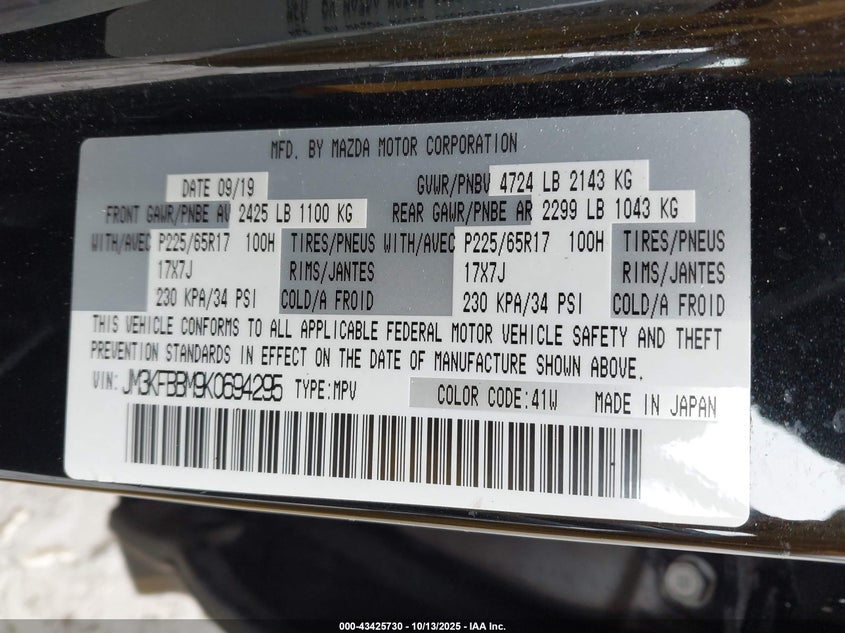 MAZDA MOTOR CORPORATION
MFD. BY MAZDA MOTOR CORPORATION
DATE 09/19 GVWR/PNBV 4724 LB 2143 KG
FRONT GAWR/PNBE AV 2425 LB 1100 KG REAR GAWR/PNBE AR 2299 LB 1043 KG
WITH/AVEC P225/65R17 100H TIRES/PNEUS WITH/AVEC P225/65R17 100H TIRES/PNEUS
17X7J RIMS/JANTES 17X7J RIMS/JANTES
230 KPA/34 PSI COLD/A FROID 230 KPA/34 PSI COLD/A FROID
THIS VEHICLE CONFORMS TO ALL APPLICABLE FEDERAL MOTOR VEHICLE SAFETY AND THEFT
PREVENTION STANDARDS IN EFFECT ON THE DATE OF MANUFACTURE SHOWN ABOVE.
VIN: JM3KFBBM9K0694295 TYPE:MPV COLOR CODE:41W MADE IN JAPAN
000-43425730 - 10/13/2025 - IAA Inc.